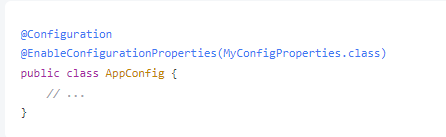 @Configuration
@EnableConfigurationProperties(MyConfigProperties.class)
public class AppConfig {
    // ...
}